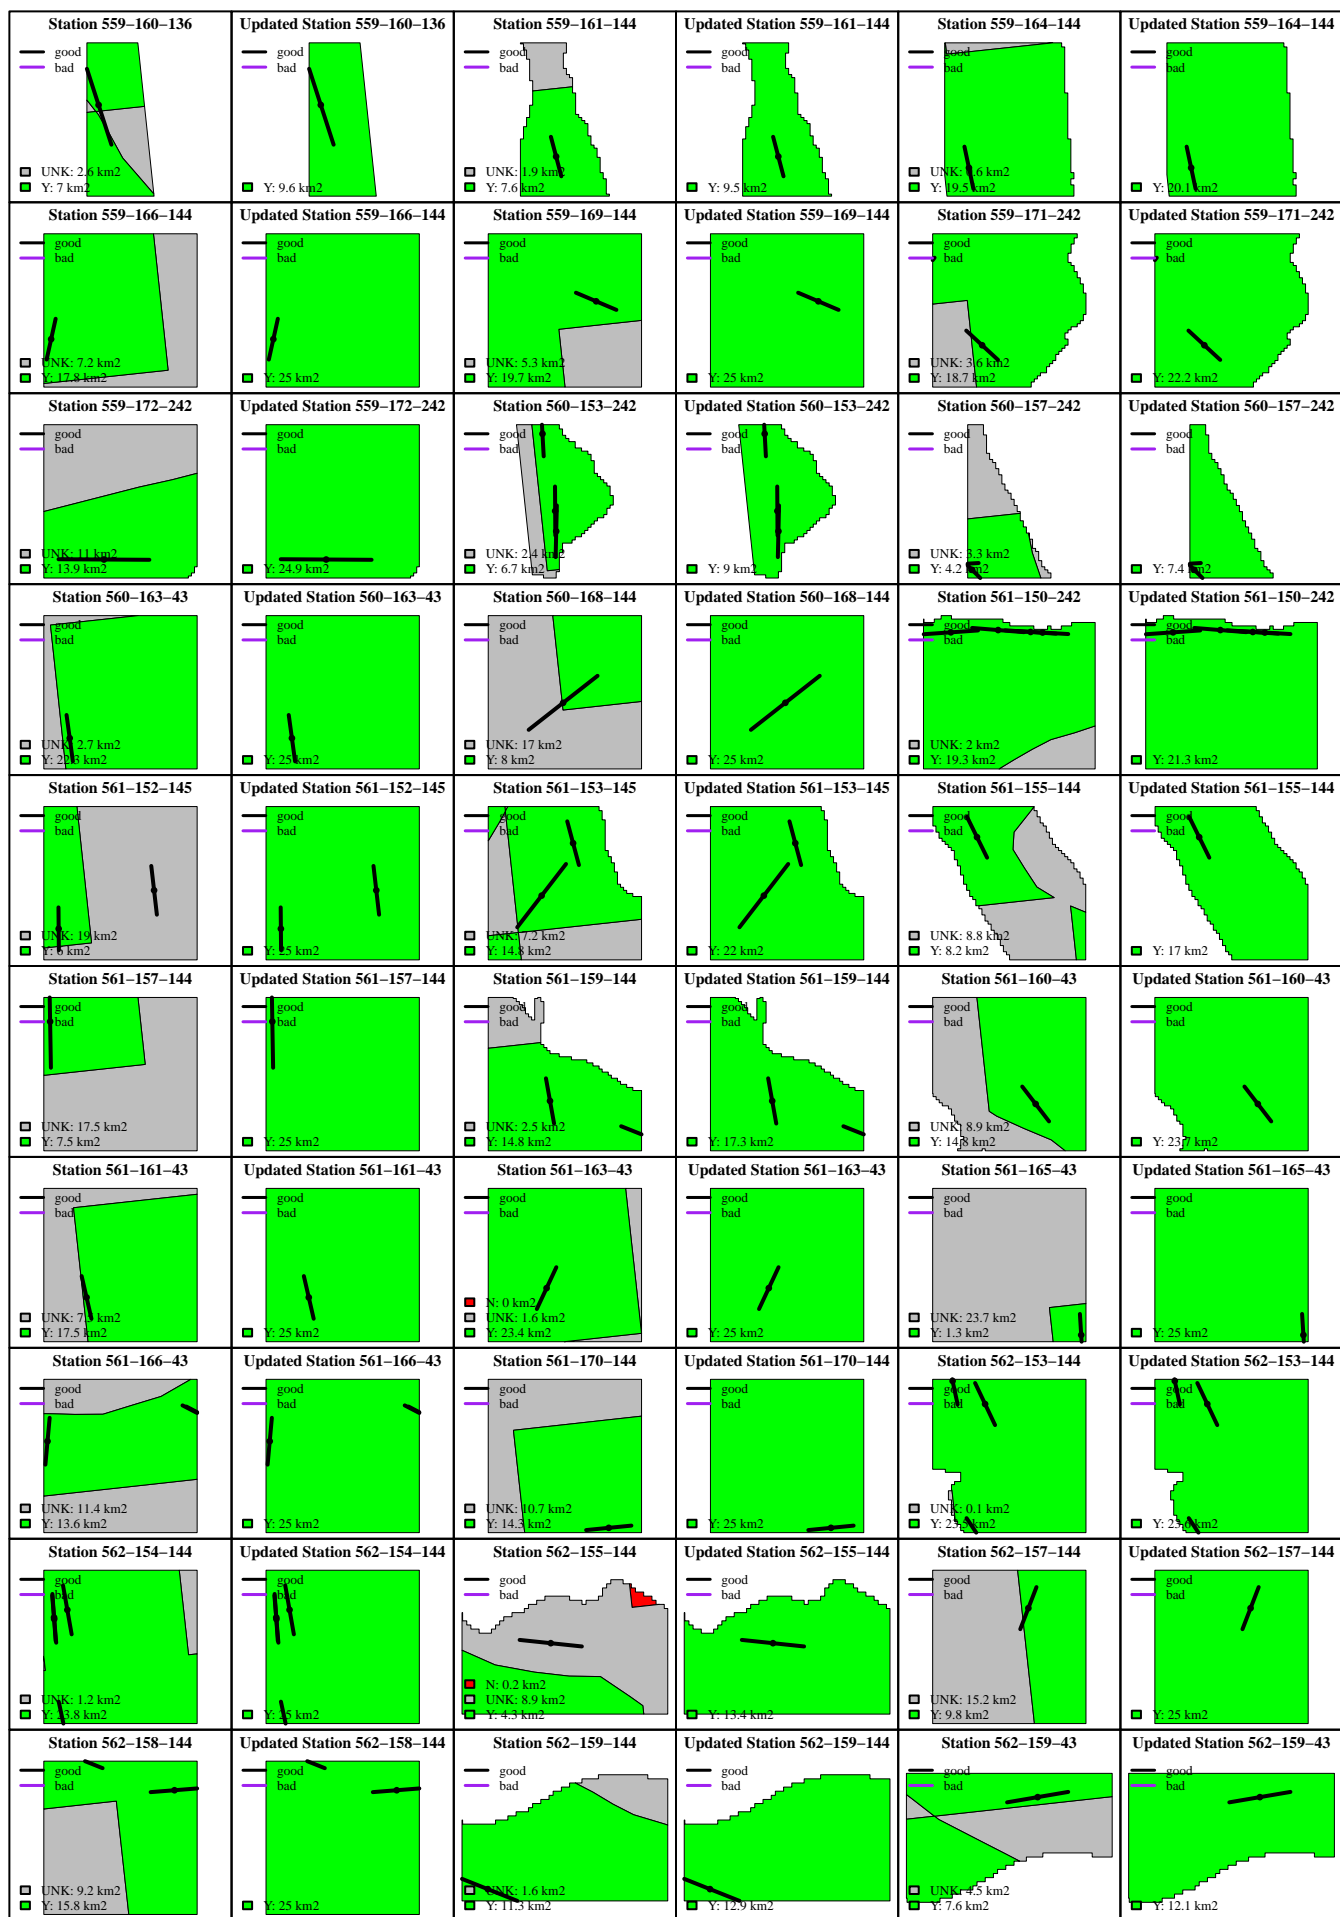 Station 559−160−136
good
bad
UNK: 2.6 km2
Y: 7 km2
Updated Station 559−160−136
good
bad
Y: 9.6 km2
Station 559−161−144
good
bad
UNK: 1.9 km2
Y: 7.6 km2
Updated Station 559−161−144
good
bad
Y: 9.5 km2
Station 559−164−144
good
bad
UNK: 0.6 km2
Y: 19.5 km2
Updated Station 559−164−144
good
bad
Y: 20.1 km2
Station 559−166−144
good
bad
UNK: 7.2 km2
Y: 17.8 km2
Updated Station 559−166−144
good
bad
Y: 25 km2
Station 559−169−144
good
bad
UNK: 5.3 km2
Y: 19.7 km2
Updated Station 559−169−144
good
bad
Y: 25 km2
Station 559−171−242
good
bad
UNK: 3.6 km2
Y: 18.7 km2
Updated Station 559−171−242
good
bad
Y: 22.2 km2
Station 559−172−242
good
bad
UNK: 11 km2
Y: 13.9 km2
Updated Station 559−172−242
good
bad
Y: 24.9 km2
Station 560−153−242
good
bad
UNK: 2.4 km2
Y: 6.7 km2
Updated Station 560−153−242
good
bad
Y: 9 km2
Station 560−157−242
good
bad
UNK: 3.3 km2
Y: 4.2 km2
Updated Station 560−157−242
good
bad
Y: 7.4 km2
Station 560−163−43
good
bad
UNK: 2.7 km2
Y: 22.3 km2
Updated Station 560−163−43
good
bad
Y: 25 km2
Station 560−168−144
good
bad
UNK: 17 km2
Y: 8 km2
Updated Station 560−168−144
good
bad
Y: 25 km2
Station 561−150−242
good
bad
UNK: 2 km2
Y: 19.3 km2
Updated Station 561−150−242
good
bad
Y: 21.3 km2
Station 561−152−145
good
bad
UNK: 19 km2
Y: 6 km2
Updated Station 561−152−145
good
bad
Y: 25 km2
Station 561−153−145
good
bad
UNK: 7.2 km2
Y: 14.8 km2
Updated Station 561−153−145
good
bad
Y: 22 km2
Station 561−155−144
good
bad
UNK: 8.8 km2
Y: 8.2 km2
Updated Station 561−155−144
good
bad
Y: 17 km2
Station 561−157−144
good
bad
UNK: 17.5 km2
Y: 7.5 km2
Updated Station 561−157−144
good
bad
Y: 25 km2
Station 561−159−144
good
bad
UNK: 2.5 km2
Y: 14.8 km2
Updated Station 561−159−144
good
bad
Y: 17.3 km2
Station 561−160−43
good
bad
UNK: 8.9 km2
Y: 14.8 km2
Updated Station 561−160−43
good
bad
Y: 23.7 km2
Station 561−161−43
good
bad
UNK: 7.5 km2
Y: 17.5 km2
Updated Station 561−161−43
good
bad
Y: 25 km2
Station 561−163−43
good
bad
N: 0 km2
UNK: 1.6 km2
Y: 23.4 km2
Updated Station 561−163−43
good
bad
Y: 25 km2
Station 561−165−43
good
bad
UNK: 23.7 km2
Y: 1.3 km2
Updated Station 561−165−43
good
bad
Y: 25 km2
Station 561−166−43
good
bad
UNK: 11.4 km2
Y: 13.6 km2
Updated Station 561−166−43
good
bad
Y: 25 km2
Station 561−170−144
good
bad
UNK: 10.7 km2
Y: 14.3 km2
Updated Station 561−170−144
good
bad
Y: 25 km2
Station 562−153−144
good
bad
UNK: 0.1 km2
Y: 23.5 km2
Updated Station 562−153−144
good
bad
Y: 23.6 km2
Station 562−154−144
good
bad
UNK: 1.2 km2
Y: 23.8 km2
Updated Station 562−154−144
good
bad
Y: 25 km2
Station 562−155−144
good
bad
N: 0.2 km2
UNK: 8.9 km2
Y: 4.3 km2
Updated Station 562−155−144
good
bad
Y: 13.4 km2
Station 562−157−144
good
bad
UNK: 15.2 km2
Y: 9.8 km2
Updated Station 562−157−144
good
bad
Y: 25 km2
Station 562−158−144
good
bad
UNK: 9.2 km2
Y: 15.8 km2
Updated Station 562−158−144
good
bad
Y: 25 km2
Station 562−159−144
good
bad
UNK: 1.6 km2
Y: 11.3 km2
Updated Station 562−159−144
good
bad
Y: 12.9 km2
Station 562−159−43
good
bad
UNK: 4.5 km2
Y: 7.6 km2
Updated Station 562−159−43
good
bad
Y: 12.1 km2